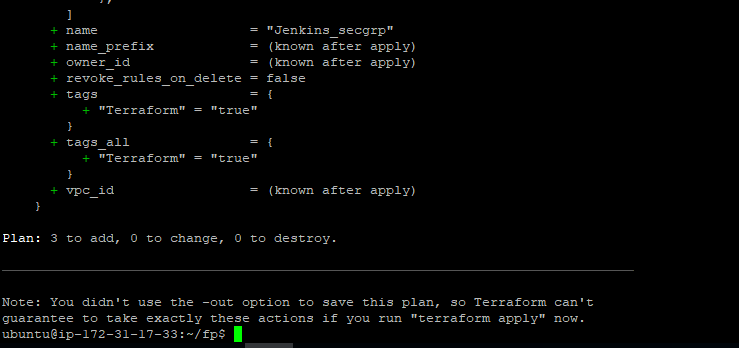 ]
+ name = "Jenkins_secgrp"
+ name_prefix = (known after apply)
+ owner_id = (known after apply)
+ revoke_rules_on_delete = false
+ tags = {
+ "Terraform" = "true"
}
+ tags_all = {
+ "Terraform" = "true"
}
+ vpc_id = (known after apply)
}
Plan: 3 to add, 0 to change, 0 to destroy.
Note: You didn't use the -out option to save this plan, so Terraform can't
guarantee to take exactly these actions if you run "terraform apply" now.
ubuntu@ip-172-31-17-33:~/fp$